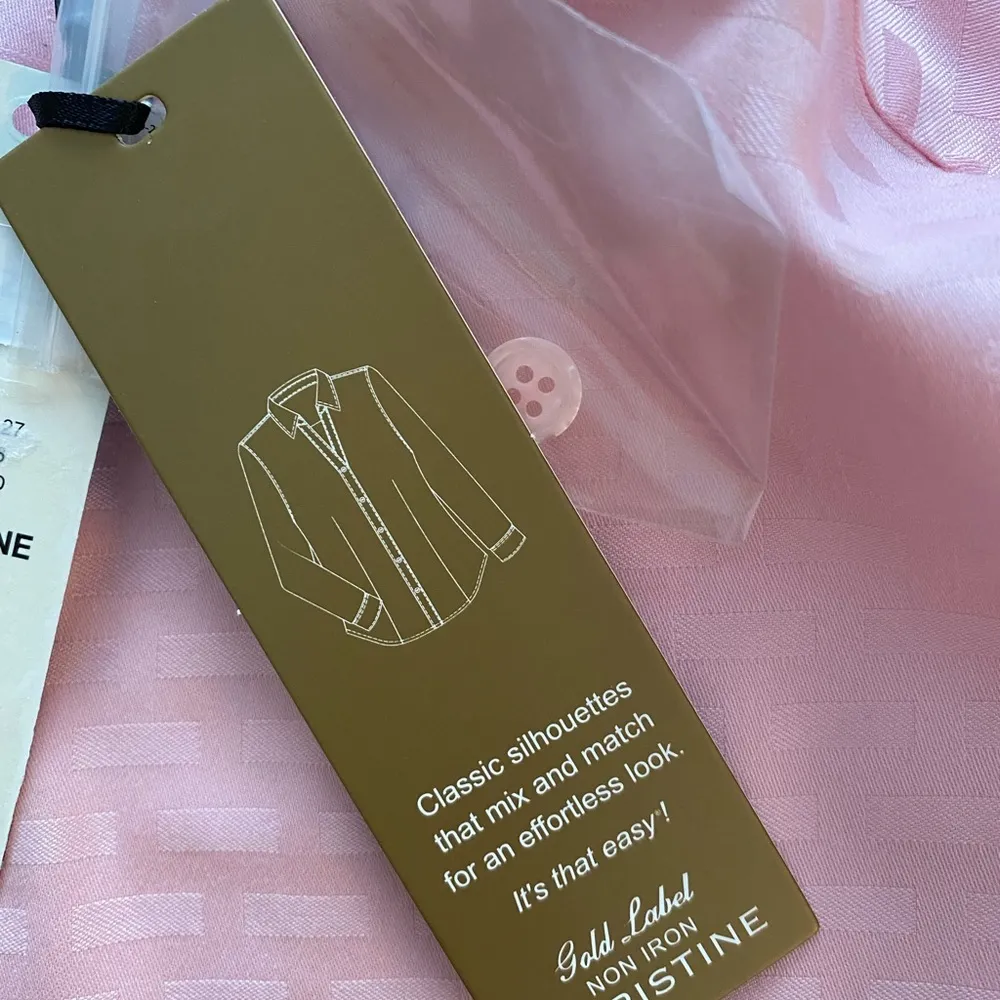 Classic silhouettes
that mix and match
for an effortless look.
It's that easy®!
Gold Label
NON IRON
RISTINE
27
NE